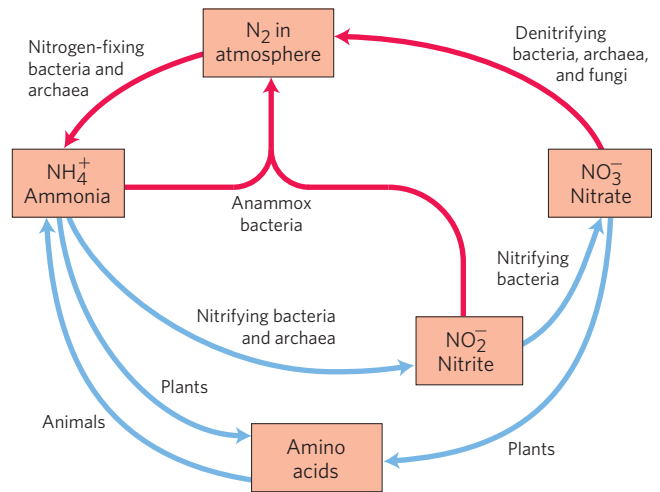 N₂ in
atmosphere
Nitrogen-fixing
bacteria and
archaea
Denitrifying
bacteria, archaea,
and fungi
NH₄⁺
Ammonia
NO₃⁻
Nitrate
Anammox
bacteria
Nitrifying
bacteria
Nitrifying bacteria
and archaea
NO₂⁻
Nitrite
Plants
Animals
Amino
acids
Plants